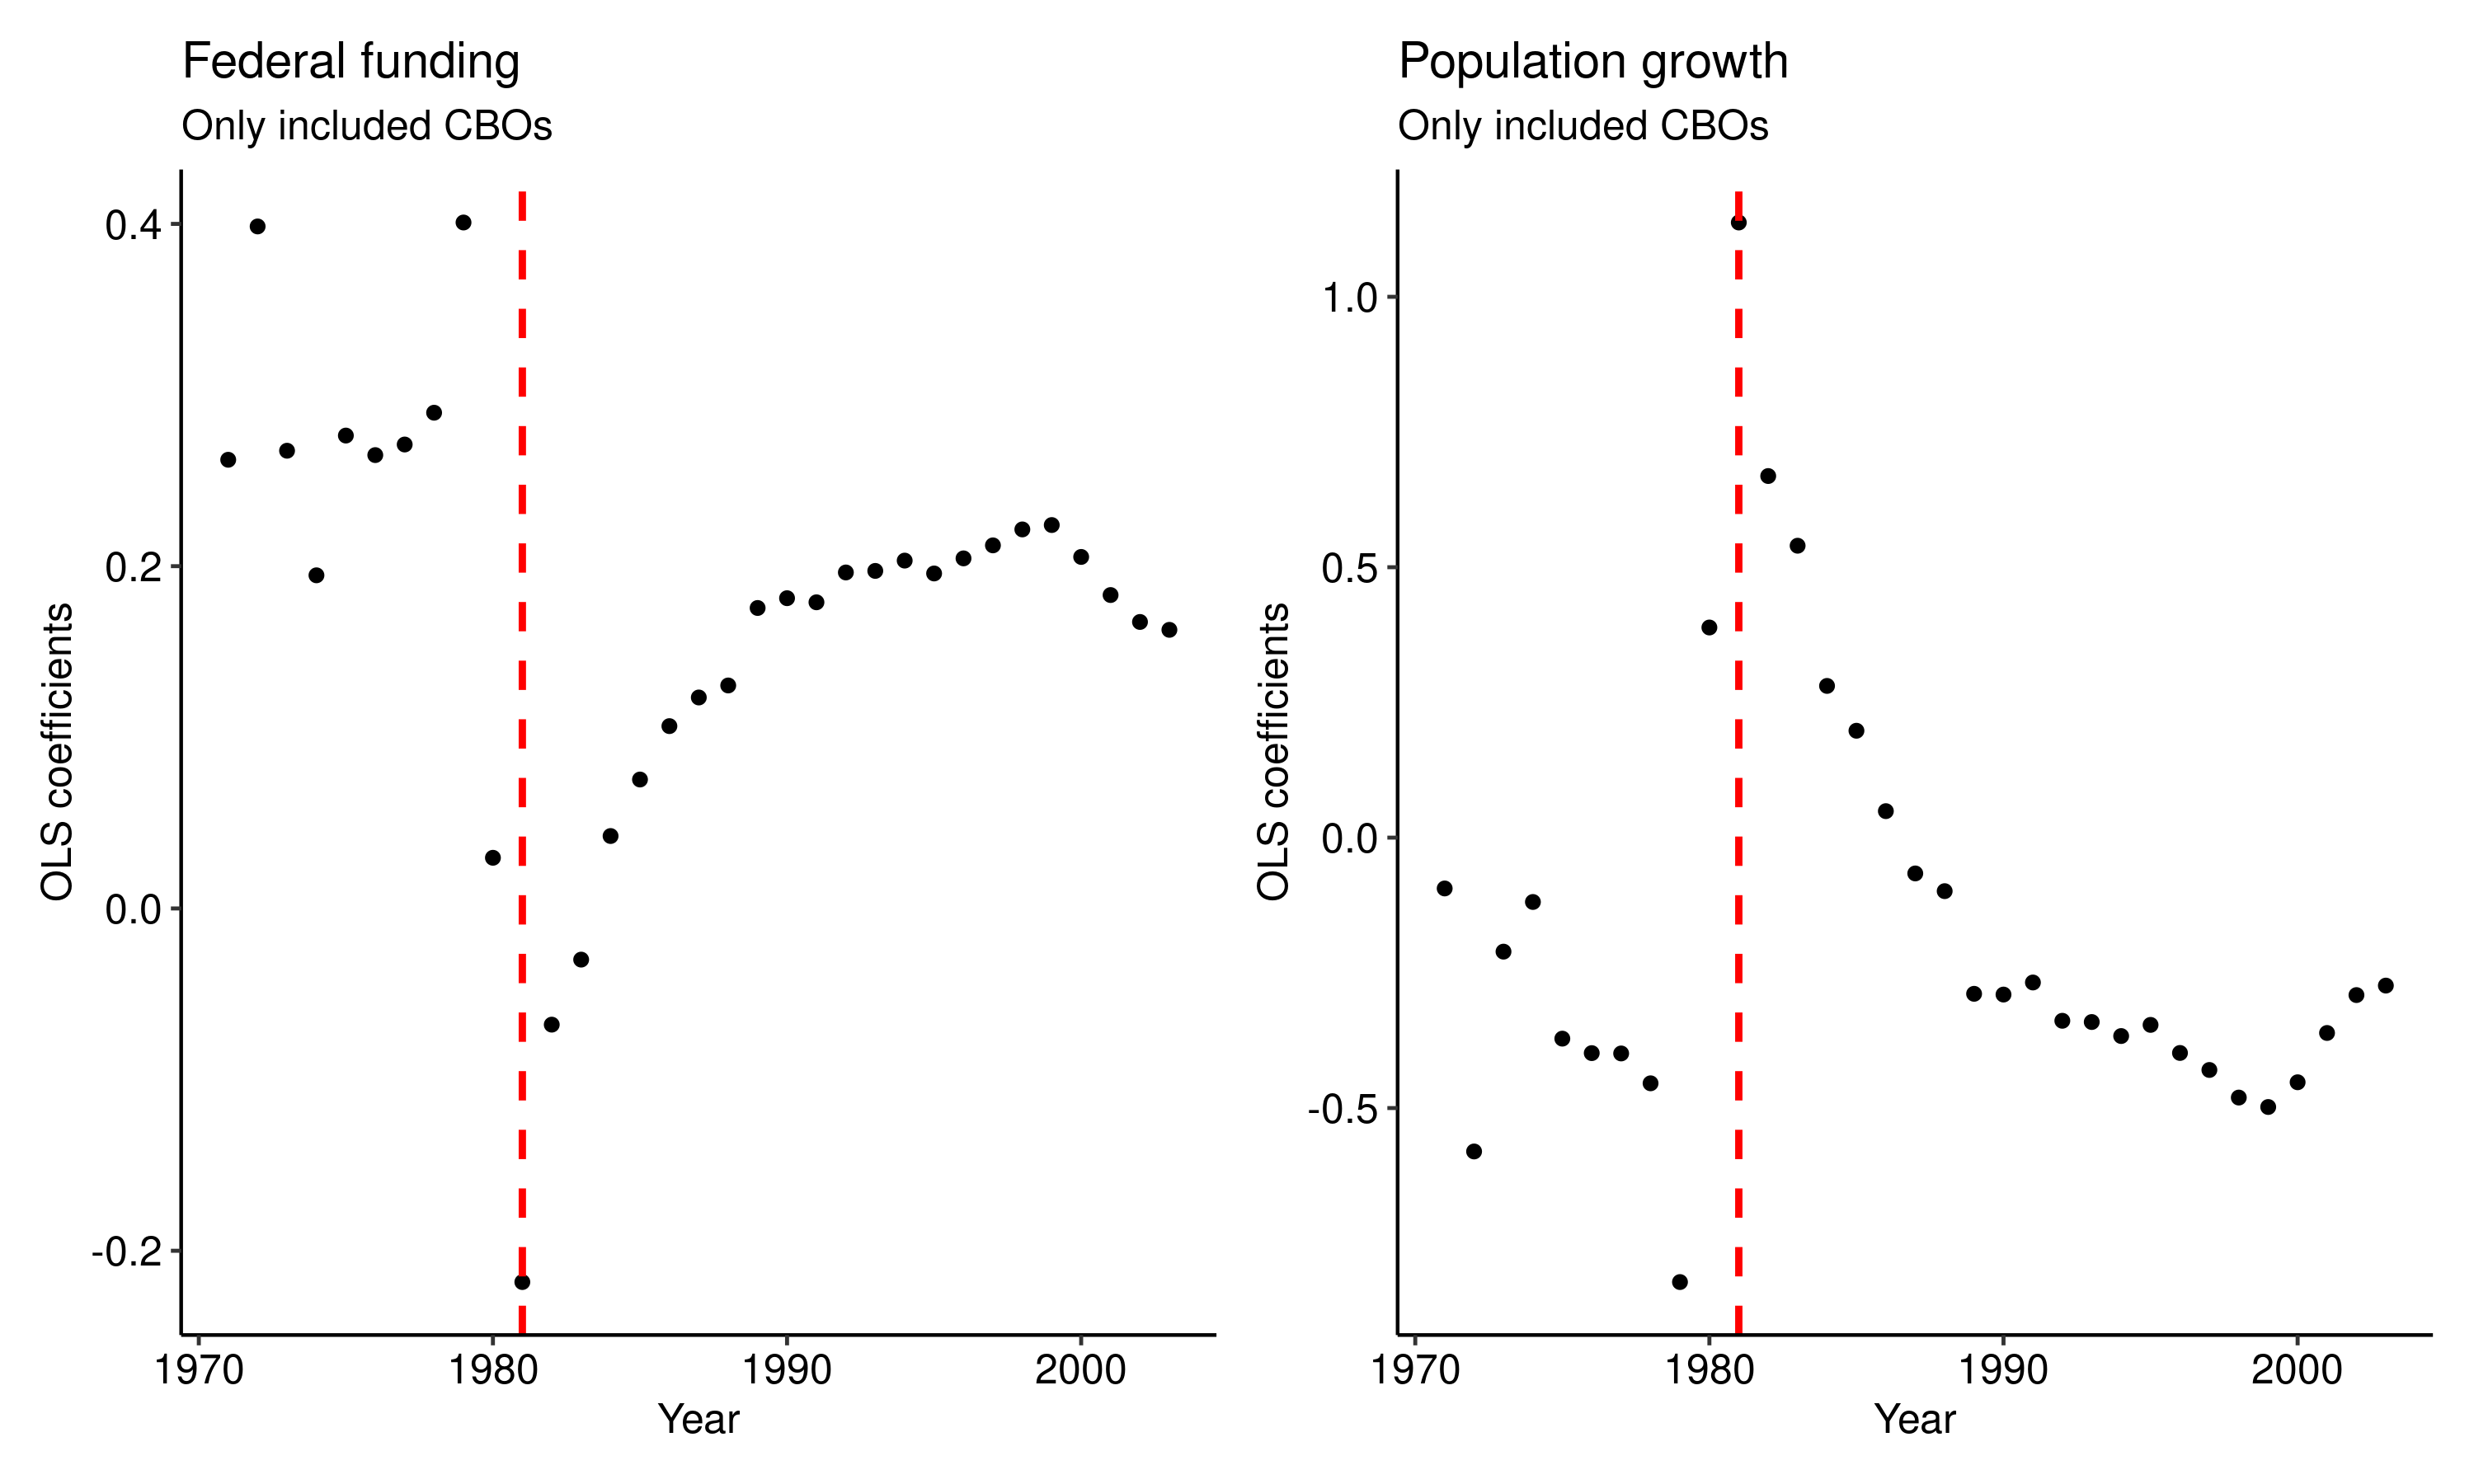 Federal funding
Only included CBOs
OLS coefficients
0.4
0.2
0.0
-0.2
1970 1980 1990 2000
Year
Population growth
Only included CBOs
OLS coefficients
1.0
0.5
0.0
-0.5
1970 1980 1990 2000
Year